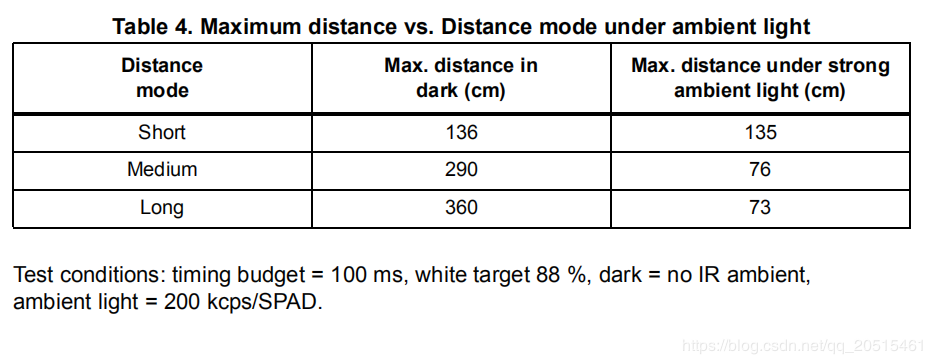 Table 4. Maximum distance vs. Distance mode under ambient light
Distance mode Max. distance in dark (cm) Max. distance under strong ambient light (cm)
Short 136 135
Medium 290 76
Long 360 73
Test conditions: timing budget = 100 ms, white target 88 %, dark = no IR ambient,
ambient light = 200 kcps/SPAD.
https://blog.csdn.net/qq_20515461